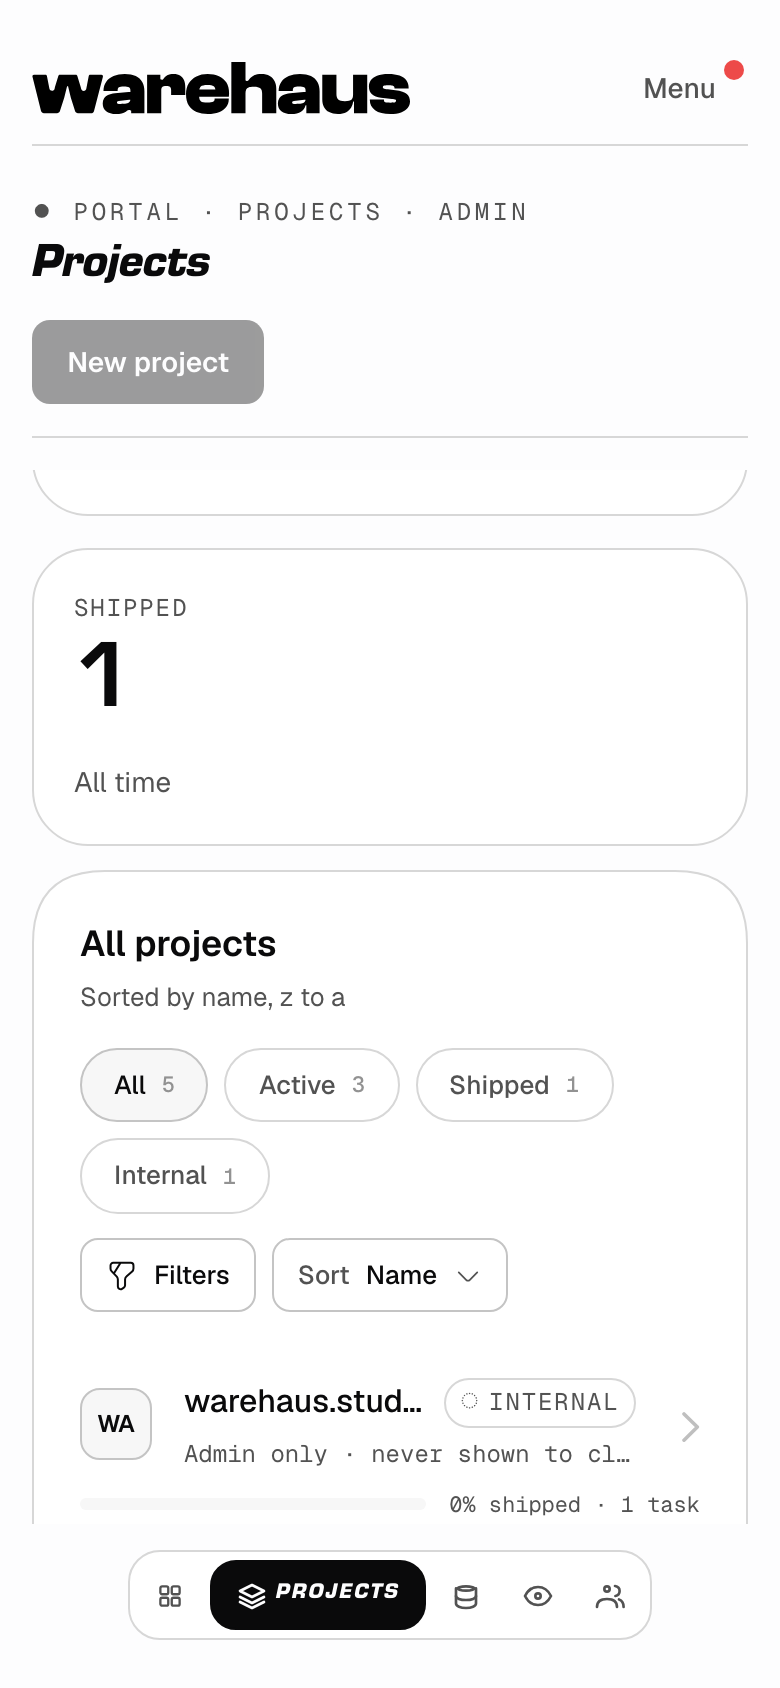 warehaus
Menu
PORTAL · PROJECTS · ADMIN
Projects
New project
SHIPPED
1
All time
All projects
Sorted by name, z to a
All 5 Active 3 Shipped 1
Internal 1
Filters Sort Name
WA warehaus.stud… INTERNAL
Admin only · never shown to cl…
0% shipped · 1 task
PROJECTS